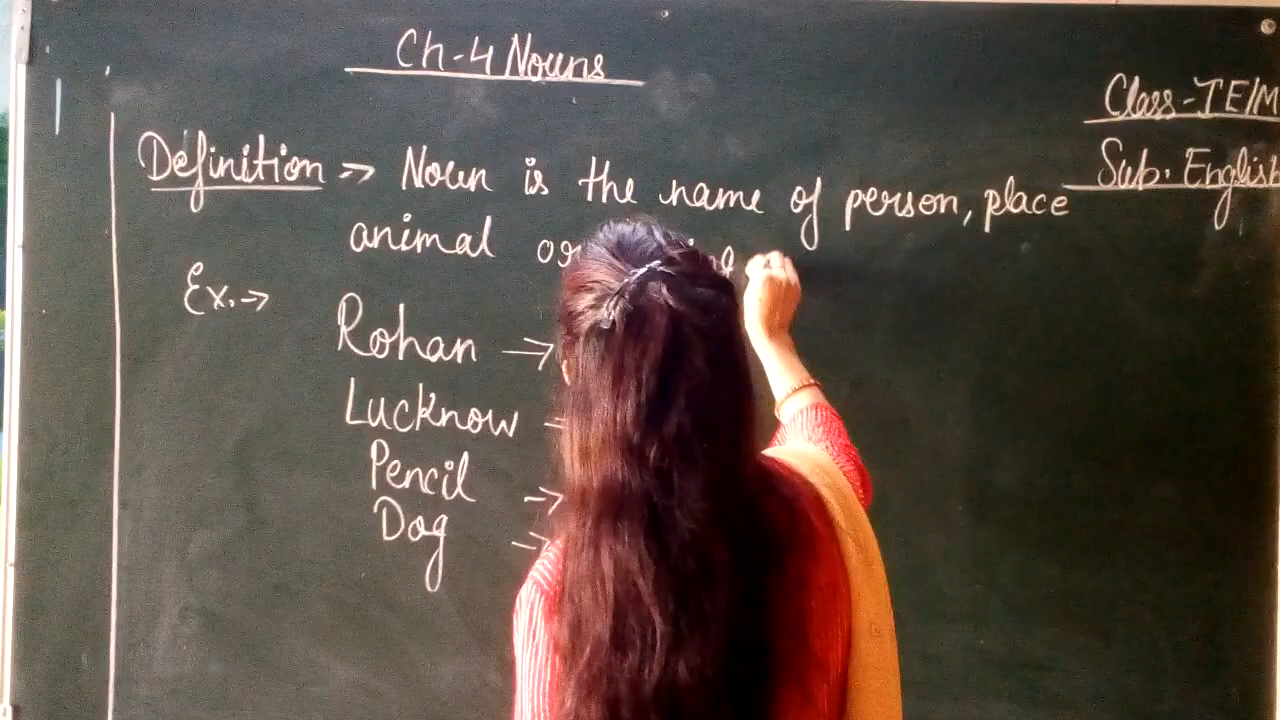 Ch-4 Nouns
Class-TE/M
Sub. English
Definition → Noun is the name of person, place
animal or
Ex. →
Rohan →
Lucknow
Pencil →
Dog →